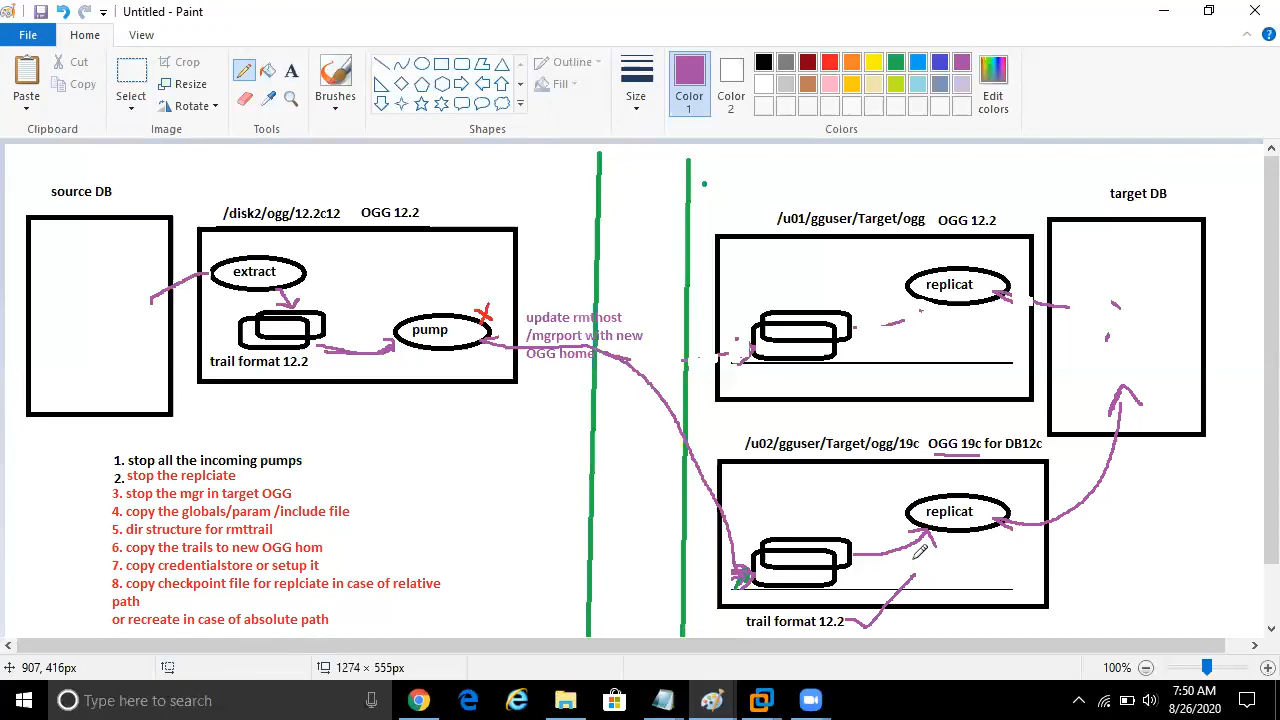 Untitled - Paint
File
Home
View
Paste
Cut
Copy
Clipboard
Select
Crop
Resize
Rotate
Image
Tools
Brushes
Shapes
Outline
Fill
Size
Color
1
Color
2
Edit
colors
Colors
source DB
/disk2/ogg/12.2c12 OGG 12.2
extract
trail format 12.2
pump
update rmthost
/mgrport with new
OGG home
/u01/gguser/Target/ogg OGG 12.2
replicat
target DB
/u02/gguser/Target/ogg/19c OGG 19c for DB12c
replicat
trail format 12.2
1. stop all the incoming pumps
2. stop the replciate
3. stop the mgr in target OGG
4. copy the globals/param /include file
5. dir structure for rmttrail
6. copy the trails to new OGG hom
7. copy credentialstore or setup it
8. copy checkpoint file for replciate in case of relative
path
or recreate in case of absolute path
907, 416px
1274 × 555px
100%
Type here to search
7:50 AM
8/26/2020